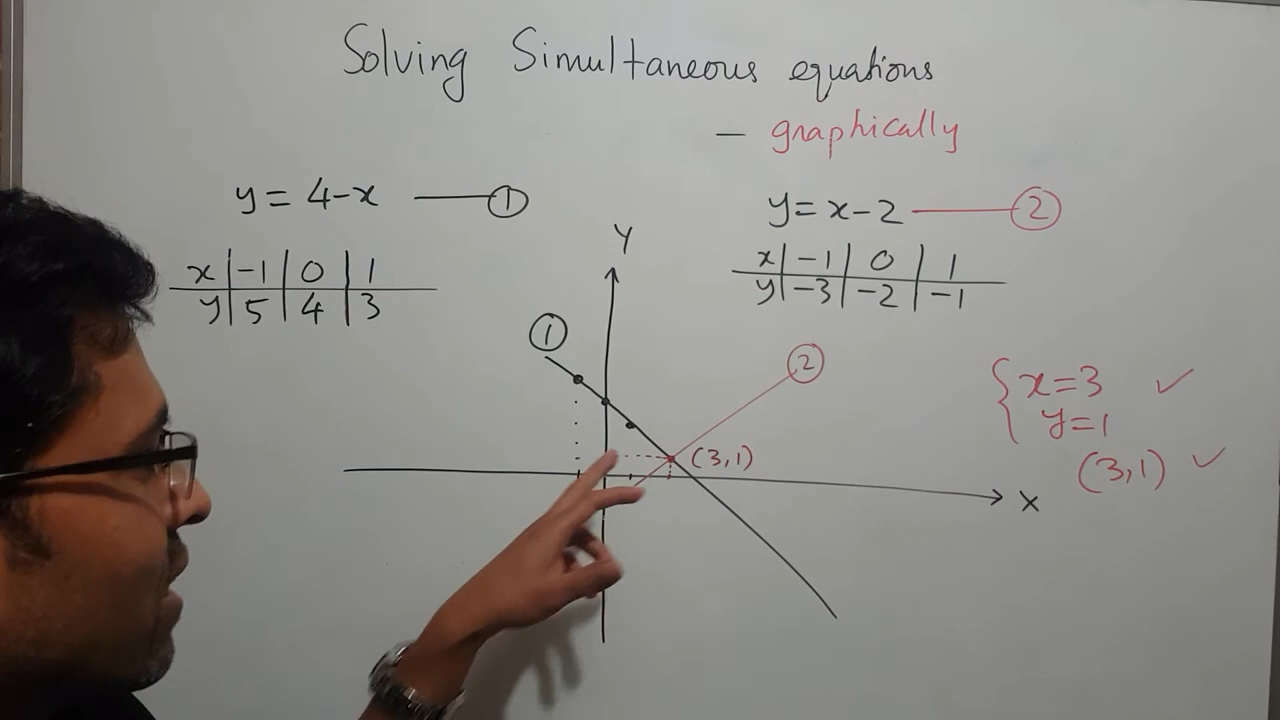 Solving Simultaneous equations
– graphically
y = 4-x —— ①
x | -1 | 0 | 1
y | 5 | 4 | 3
y = x-2 —— ②
x | -1 | 0 | 1
y | -3 | -2 | -1
Y
①
②
(3,1)
X
{ x=3 ✓
y=1
(3,1) ✓